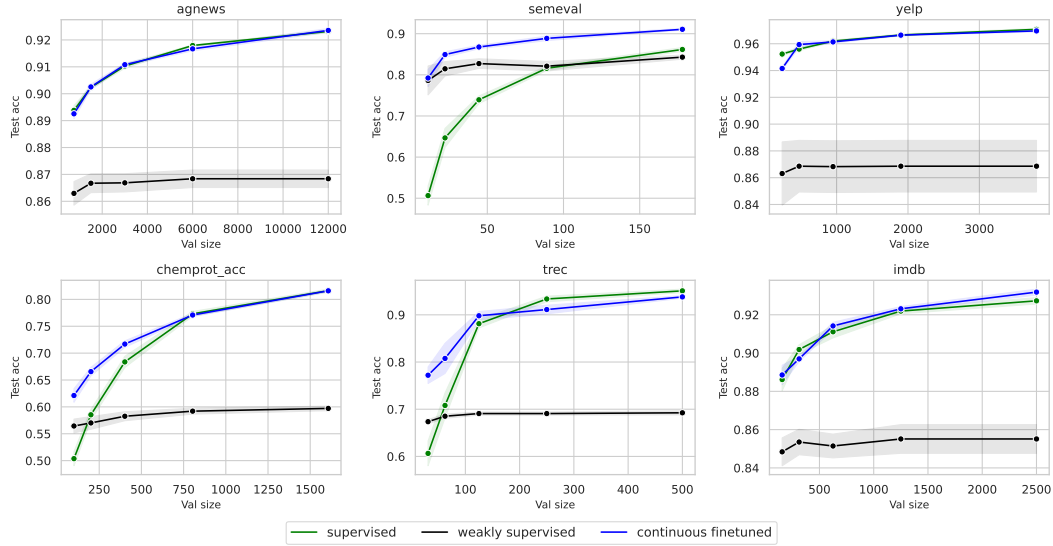 agnews
0.92
0.91
0.90
0.89
0.88
0.87
0.86
Test acc
2000 4000 6000 8000 10000 12000
Val size
semeval
0.9
0.8
0.7
0.6
0.5
Test acc
50 100 150
Val size
yelp
0.96
0.94
0.92
0.90
0.88
0.86
0.84
Test acc
1000 2000 3000
Val size
chemprot_acc
0.80
0.75
0.70
0.65
0.60
0.55
0.50
Test acc
250 500 750 1000 1250 1500
Val size
trec
0.9
0.8
0.7
0.6
Test acc
100 200 300 400 500
Val size
imdb
0.92
0.90
0.88
0.86
0.84
Test acc
500 1000 1500 2000 2500
Val size
supervised weakly supervised continuous finetuned